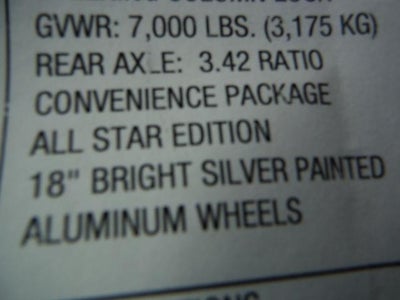 GVWR: 7,000 LBS. (3,175 KG)
REAR AXLE: 3.42 RATIO
CONVENIENCE PACKAGE
ALL STAR EDITION
18" BRIGHT SILVER PAINTED
ALUMINUM WHEELS